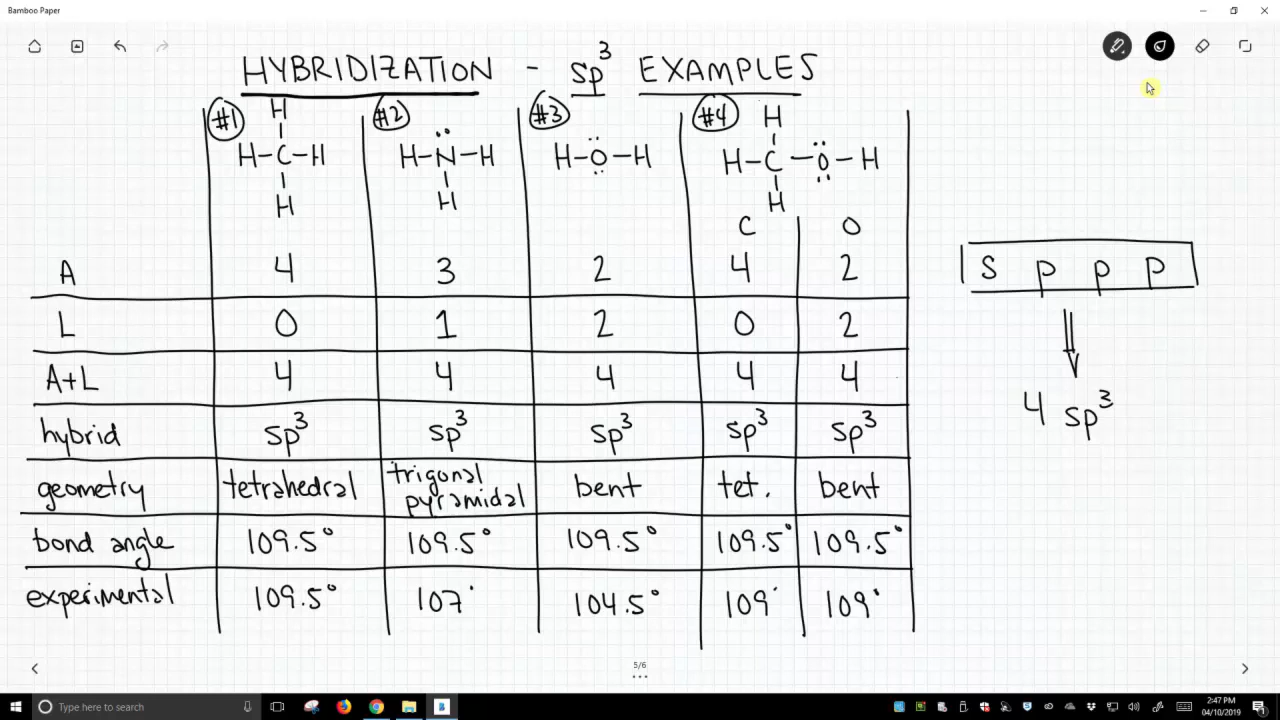 Bamboo Paper
HYBRIDIZATION - sp³ EXAMPLES
#1 #2 #3 #4
H H
H-C-H H-N-H H-O-H H-C-O-H
H H H
C O
A 4 3 2 4 2
L 0 1 2 0 2
A+L 4 4 4 4 4
hybrid sp³ sp³ sp³ sp³ sp³
geometry tetrahedral trigonal pyramidal bent tet. bent
bond angle 109.5° 109.5° 109.5° 109.5° 109.5°
experimental 109.5° 107° 104.5° 109° 109°
s p p p
4 sp³
5/6
Type here to search
2:47 PM
04/10/2019